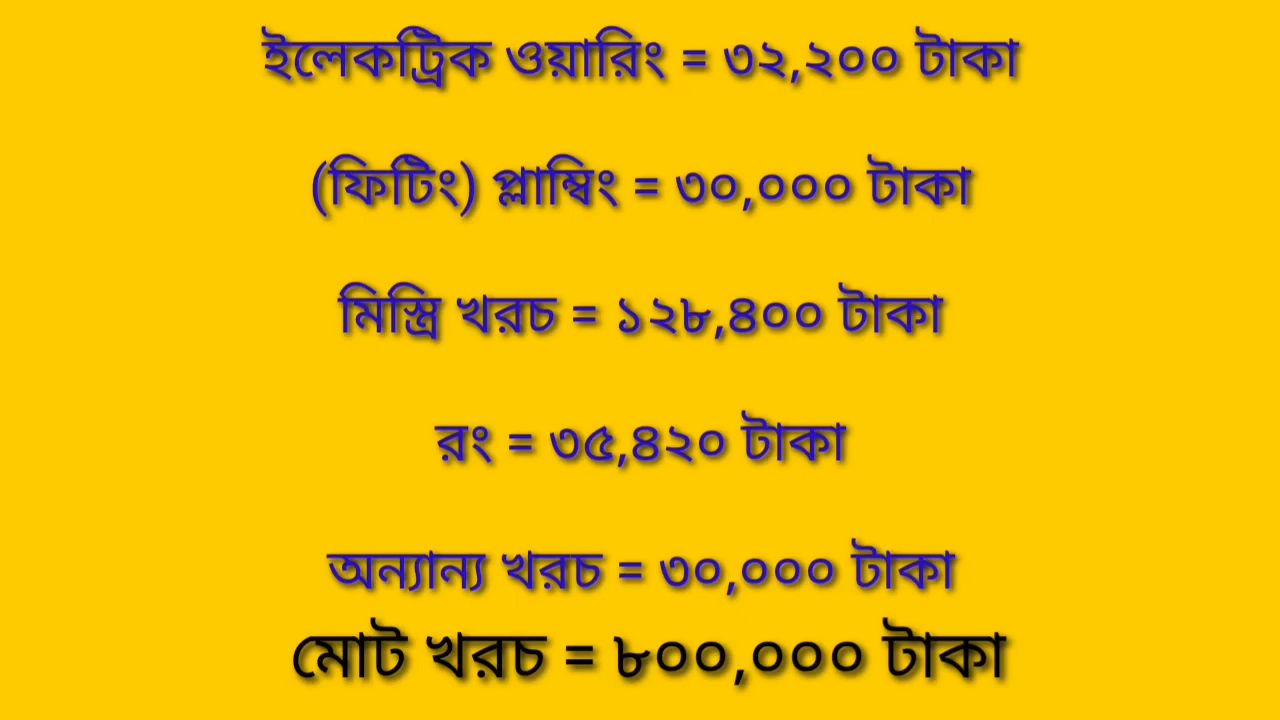 ইলেকট্রিক ওয়ারিং = ৩২,২০০ টাকা
(ফিটিং) প্লাম্বিং = ৩০,০০০ টাকা
মিস্ত্রি খরচ = ১২৮,৪০০ টাকা
রং = ৩৫,৪২০ টাকা
অন্যান্য খরচ = ৩০,০০০ টাকা
মোট খরচ = ৮০০,০০০ টাকা